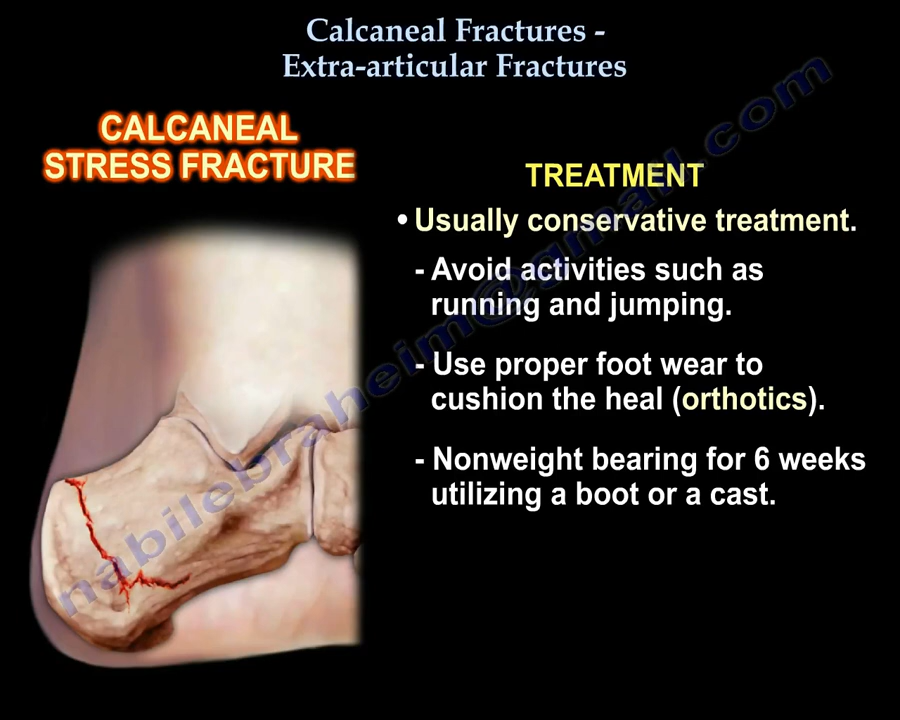 Calcaneal Fractures -
Extra-articular Fractures
CALCANEAL
STRESS FRACTURE
TREATMENT
• Usually conservative treatment.
- Avoid activities such as
running and jumping.
- Use proper foot wear to
cushion the heal (orthotics).
- Nonweight bearing for 6 weeks
utilizing a boot or a cast.
nabilebraheim@gmail.com